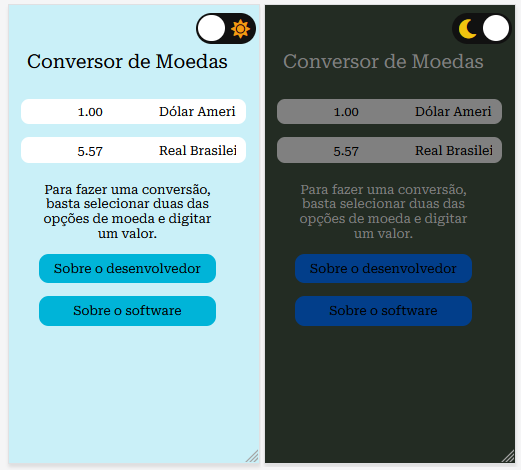 Conversor de Moedas
1.00 Dólar Ameri
5.57 Real Brasilei
Para fazer uma conversão,
basta selecionar duas das
opções de moeda e digitar
um valor.
Sobre o desenvolvedor
Sobre o software
Conversor de Moedas
1.00 Dólar Ameri
5.57 Real Brasilei
Para fazer uma conversão,
basta selecionar duas das
opções de moeda e digitar
um valor.
Sobre o desenvolvedor
Sobre o software